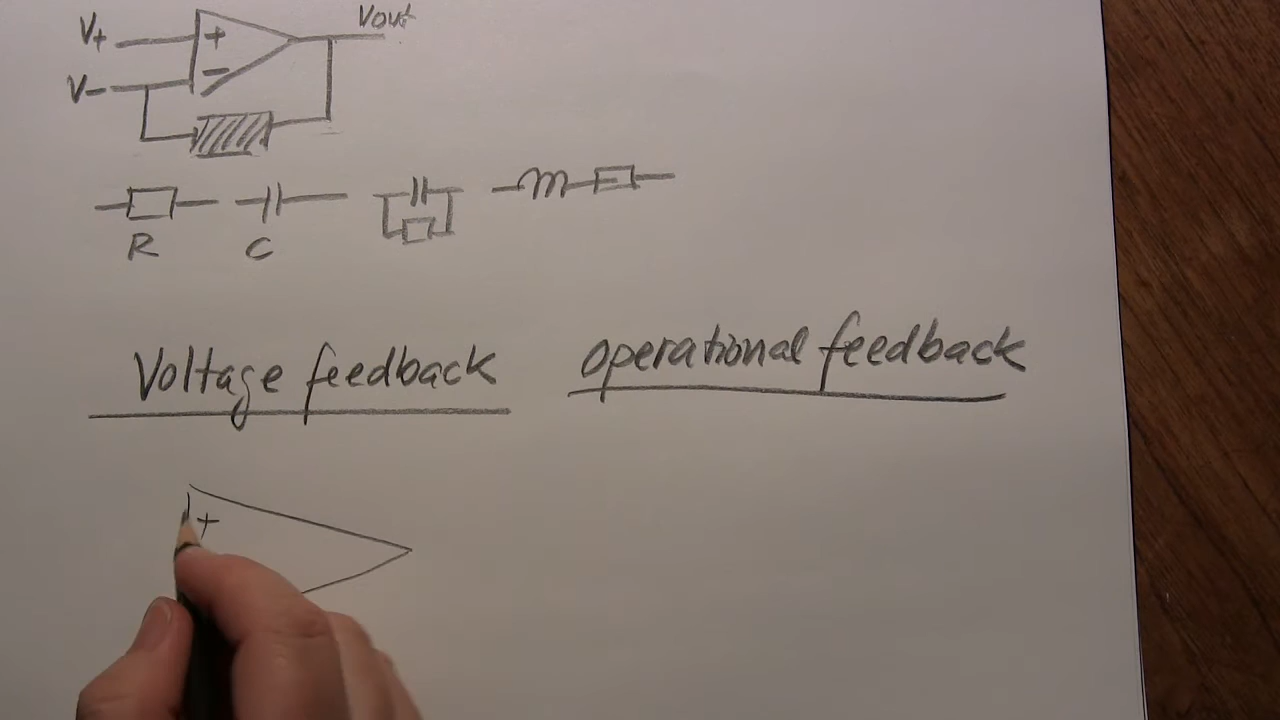 V+ + Vout
V- -
R C
Voltage feedback operational feedback
+